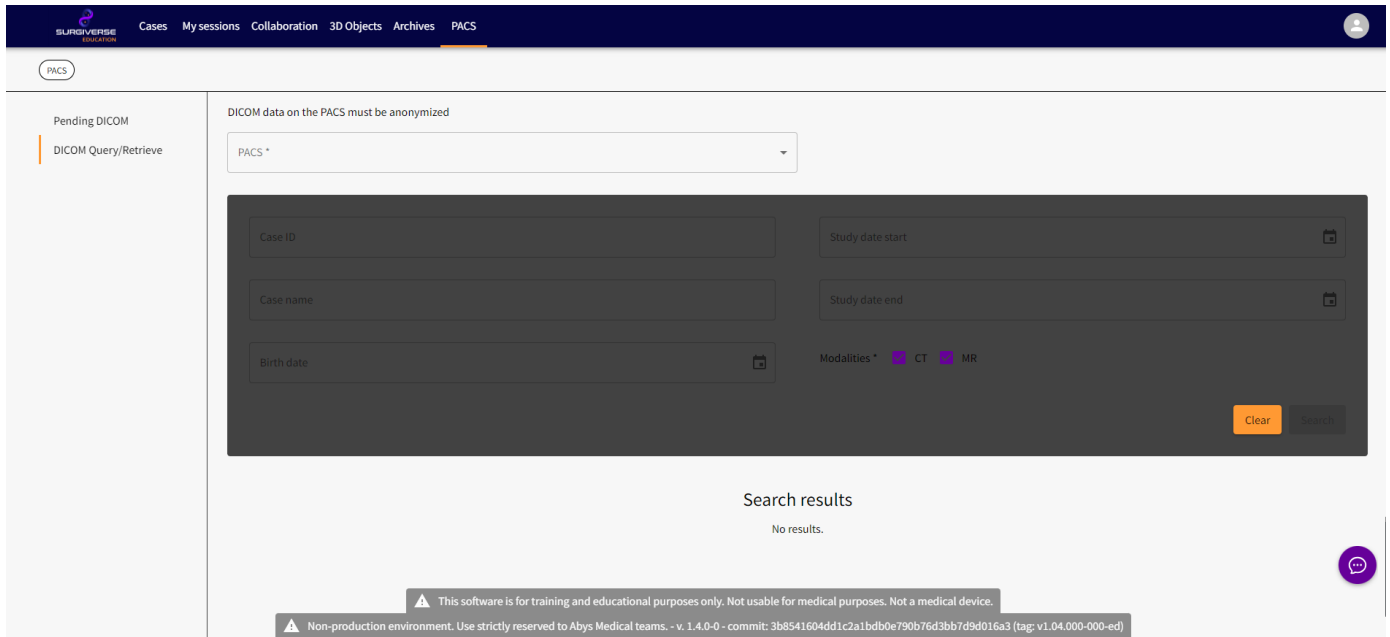 SURGIVERSE
EDUCATION
Cases My sessions Collaboration 3D Objects Archives PACS
PACS
Pending DICOM
DICOM Query/Retrieve
DICOM data on the PACS must be anonymized
PACS *
Case ID
Study date start
Case name
Study date end
Birth date
Modalities * CT MR
Clear Search
Search results
No results.
This software is for training and educational purposes only. Not usable for medical purposes. Not a medical device.
Non-production environment. Use strictly reserved to Abys Medical teams. - v. 1.4.0-0 - commit: 3b8541604dd1c2a1bdb0e790b76d3bb7d9d016a3 (tag: v1.04.000-000-ed)